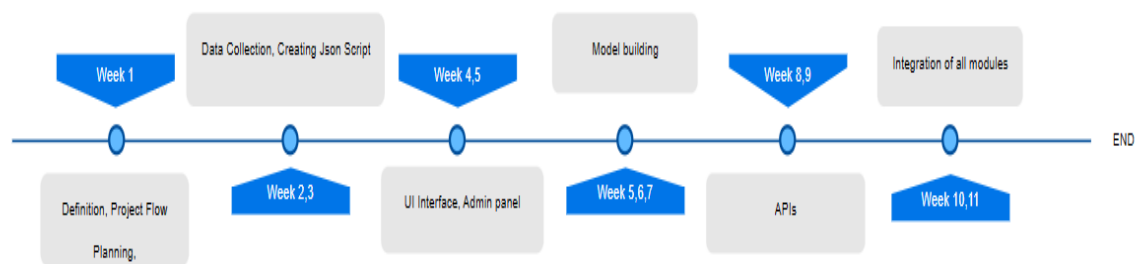 Week 1
Definition, Project Flow
Planning,
Data Collection, Creating Json Script
Week 2,3
Week 4,5
UI Interface, Admin panel
Model building
Week 5,6,7
Week 8,9
APIs
Integration of all modules
Week 10,11
END